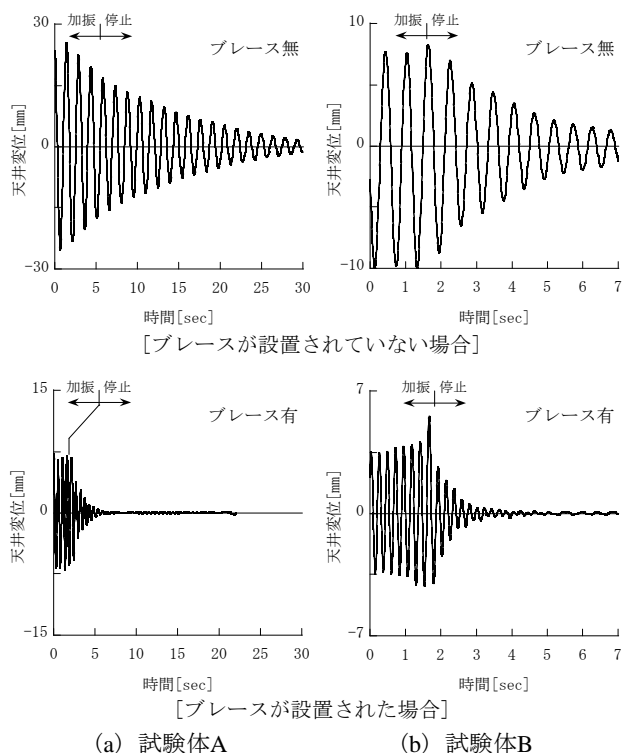 加振 停止
ブレース無
天井変位[mm]
30
0
-30
0 5 10 15 20 25 30
時間[sec]
加振 停止
ブレース無
天井変位[mm]
10
0
-10
0 1 2 3 4 5 6 7
時間[sec]
[ブレースが設置されていない場合]
加振 停止
ブレース有
天井変位[mm]
15
0
-15
0 5 10 15 20 25 30
時間[sec]
加振 停止
ブレース有
天井変位[mm]
7
0
-7
0 1 2 3 4 5 6 7
時間[sec]
[ブレースが設置された場合]
(a) 試験体A
(b) 試験体B